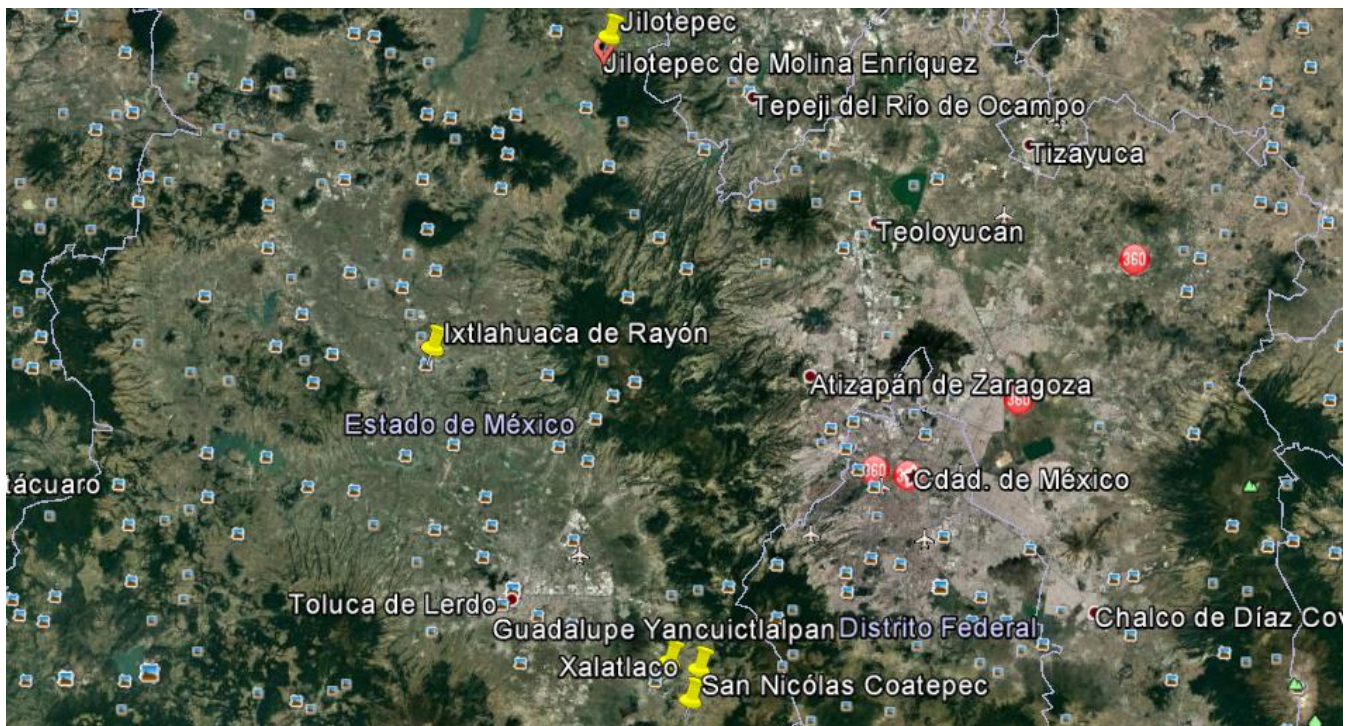 Jilotepec
Jilotepec de Molina Enríquez
Tepeji del Río de Ocampo
Tizayuca
Teoloyucán
360
Ixtlahuaca de Rayón
Atizapán de Zaragoza
360
Estado de México
tácuaro
360
Cdad. de México
Toluca de Lerdo
Guadalupe Yancuictlalpan
Distrito Federal
Chalco de Díaz Cov
Xalatlaco
San Nicólas Coatepec